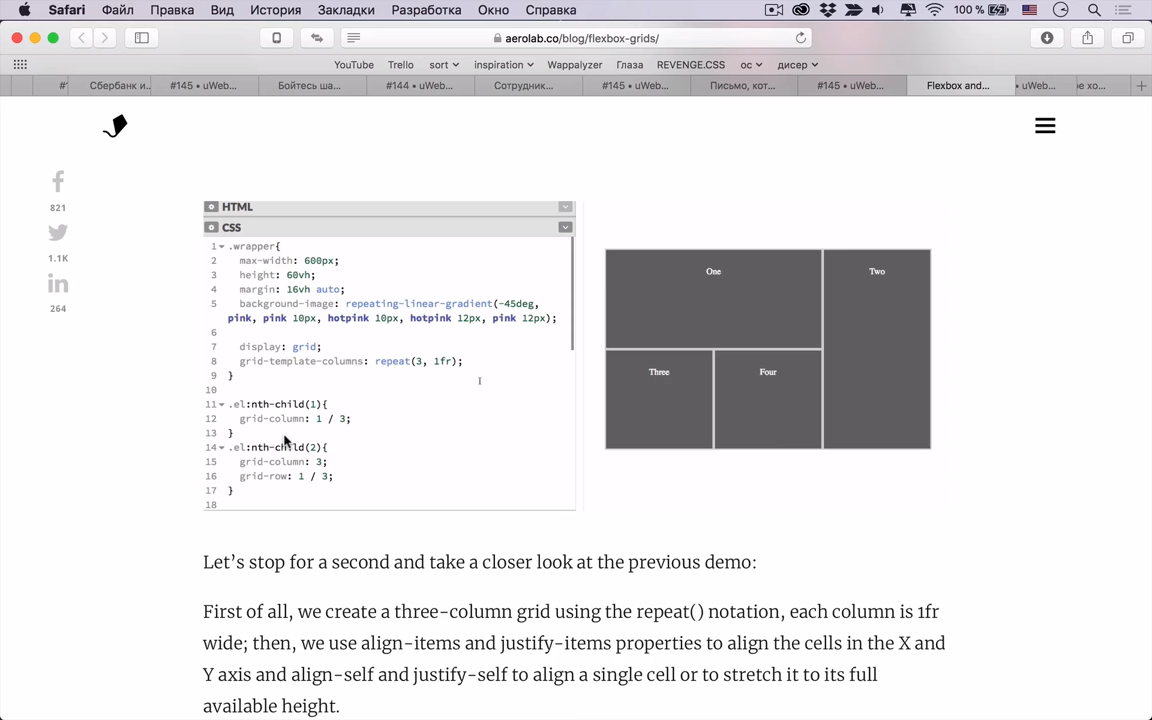 Safari Файл Правка Вид История Закладки Разработка Окно Справка 100 %
aerolab.co/blog/flexbox-grids/
YouTube Trello sort inspiration Wappalyzer Глаза REVENGE.CSS ос дисер
Сбербанк и... #145 • uWeb... Бойтесь ша... #144 • uWeb... Сотрудник... #145 • uWeb... Письмо, кот... #145 • uWeb... Flexbox and... • uWeb... е хо...
821
1.1K
264
HTML
CSS
1 .wrapper{
2 max-width: 600px;
3 height: 60vh;
4 margin: 16vh auto;
5 background-image: repeating-linear-gradient(-45deg,
pink, pink 10px, hotpink 10px, hotpink 12px, pink 12px);
6
7 display: grid;
8 grid-template-columns: repeat(3, 1fr);
9 }
10
11 .el:nth-child(1){
12 grid-column: 1 / 3;
13 }
14 .el:nth-child(2){
15 grid-column: 3;
16 grid-row: 1 / 3;
17 }
18
One
Two
Three
Four
Let's stop for a second and take a closer look at the previous demo:
First of all, we create a three-column grid using the repeat() notation, each column is 1fr
wide; then, we use align-items and justify-items properties to align the cells in the X and
Y axis and align-self and justify-self to align a single cell or to stretch it to its full
available height.